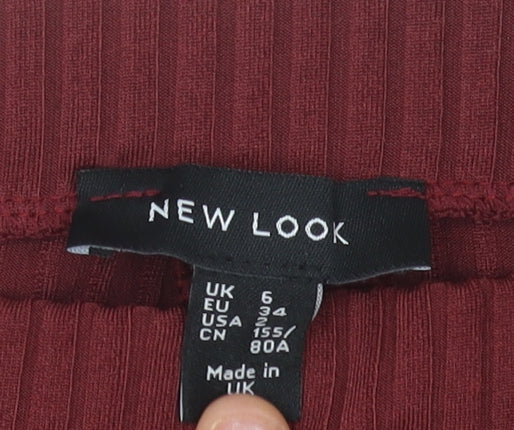 NEW LOOK
UK 6
EU 34
USA 2
CN 155/
80A
Made in
UK